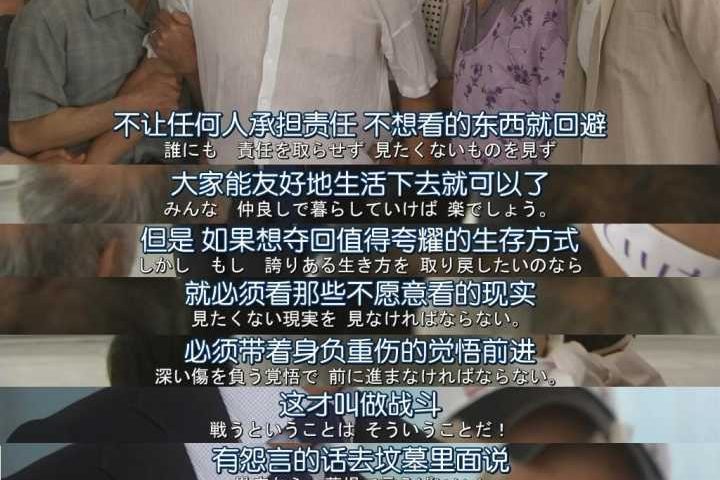 不让任何人承担责任 不想看的东西就回避
誰にも 責任を取らせず 見たくないものを見ず
大家能友好地生活下去就可以了
みんな 仲良しで暮らしていけば 楽でしょう。
但是 如果想夺回值得夸耀的生存方式
しかし もし 誇りある生き方を 取り戻したいのなら
就必须看那些不愿意看的现实
見たくない現実を 見なければならない。
必须带着身负重伤的觉悟前进
深い傷を負う覚悟で 前に進まなければならない。
这才叫做战斗
戦うということは そういうことだ！
有怨言的话去坟墓里面说